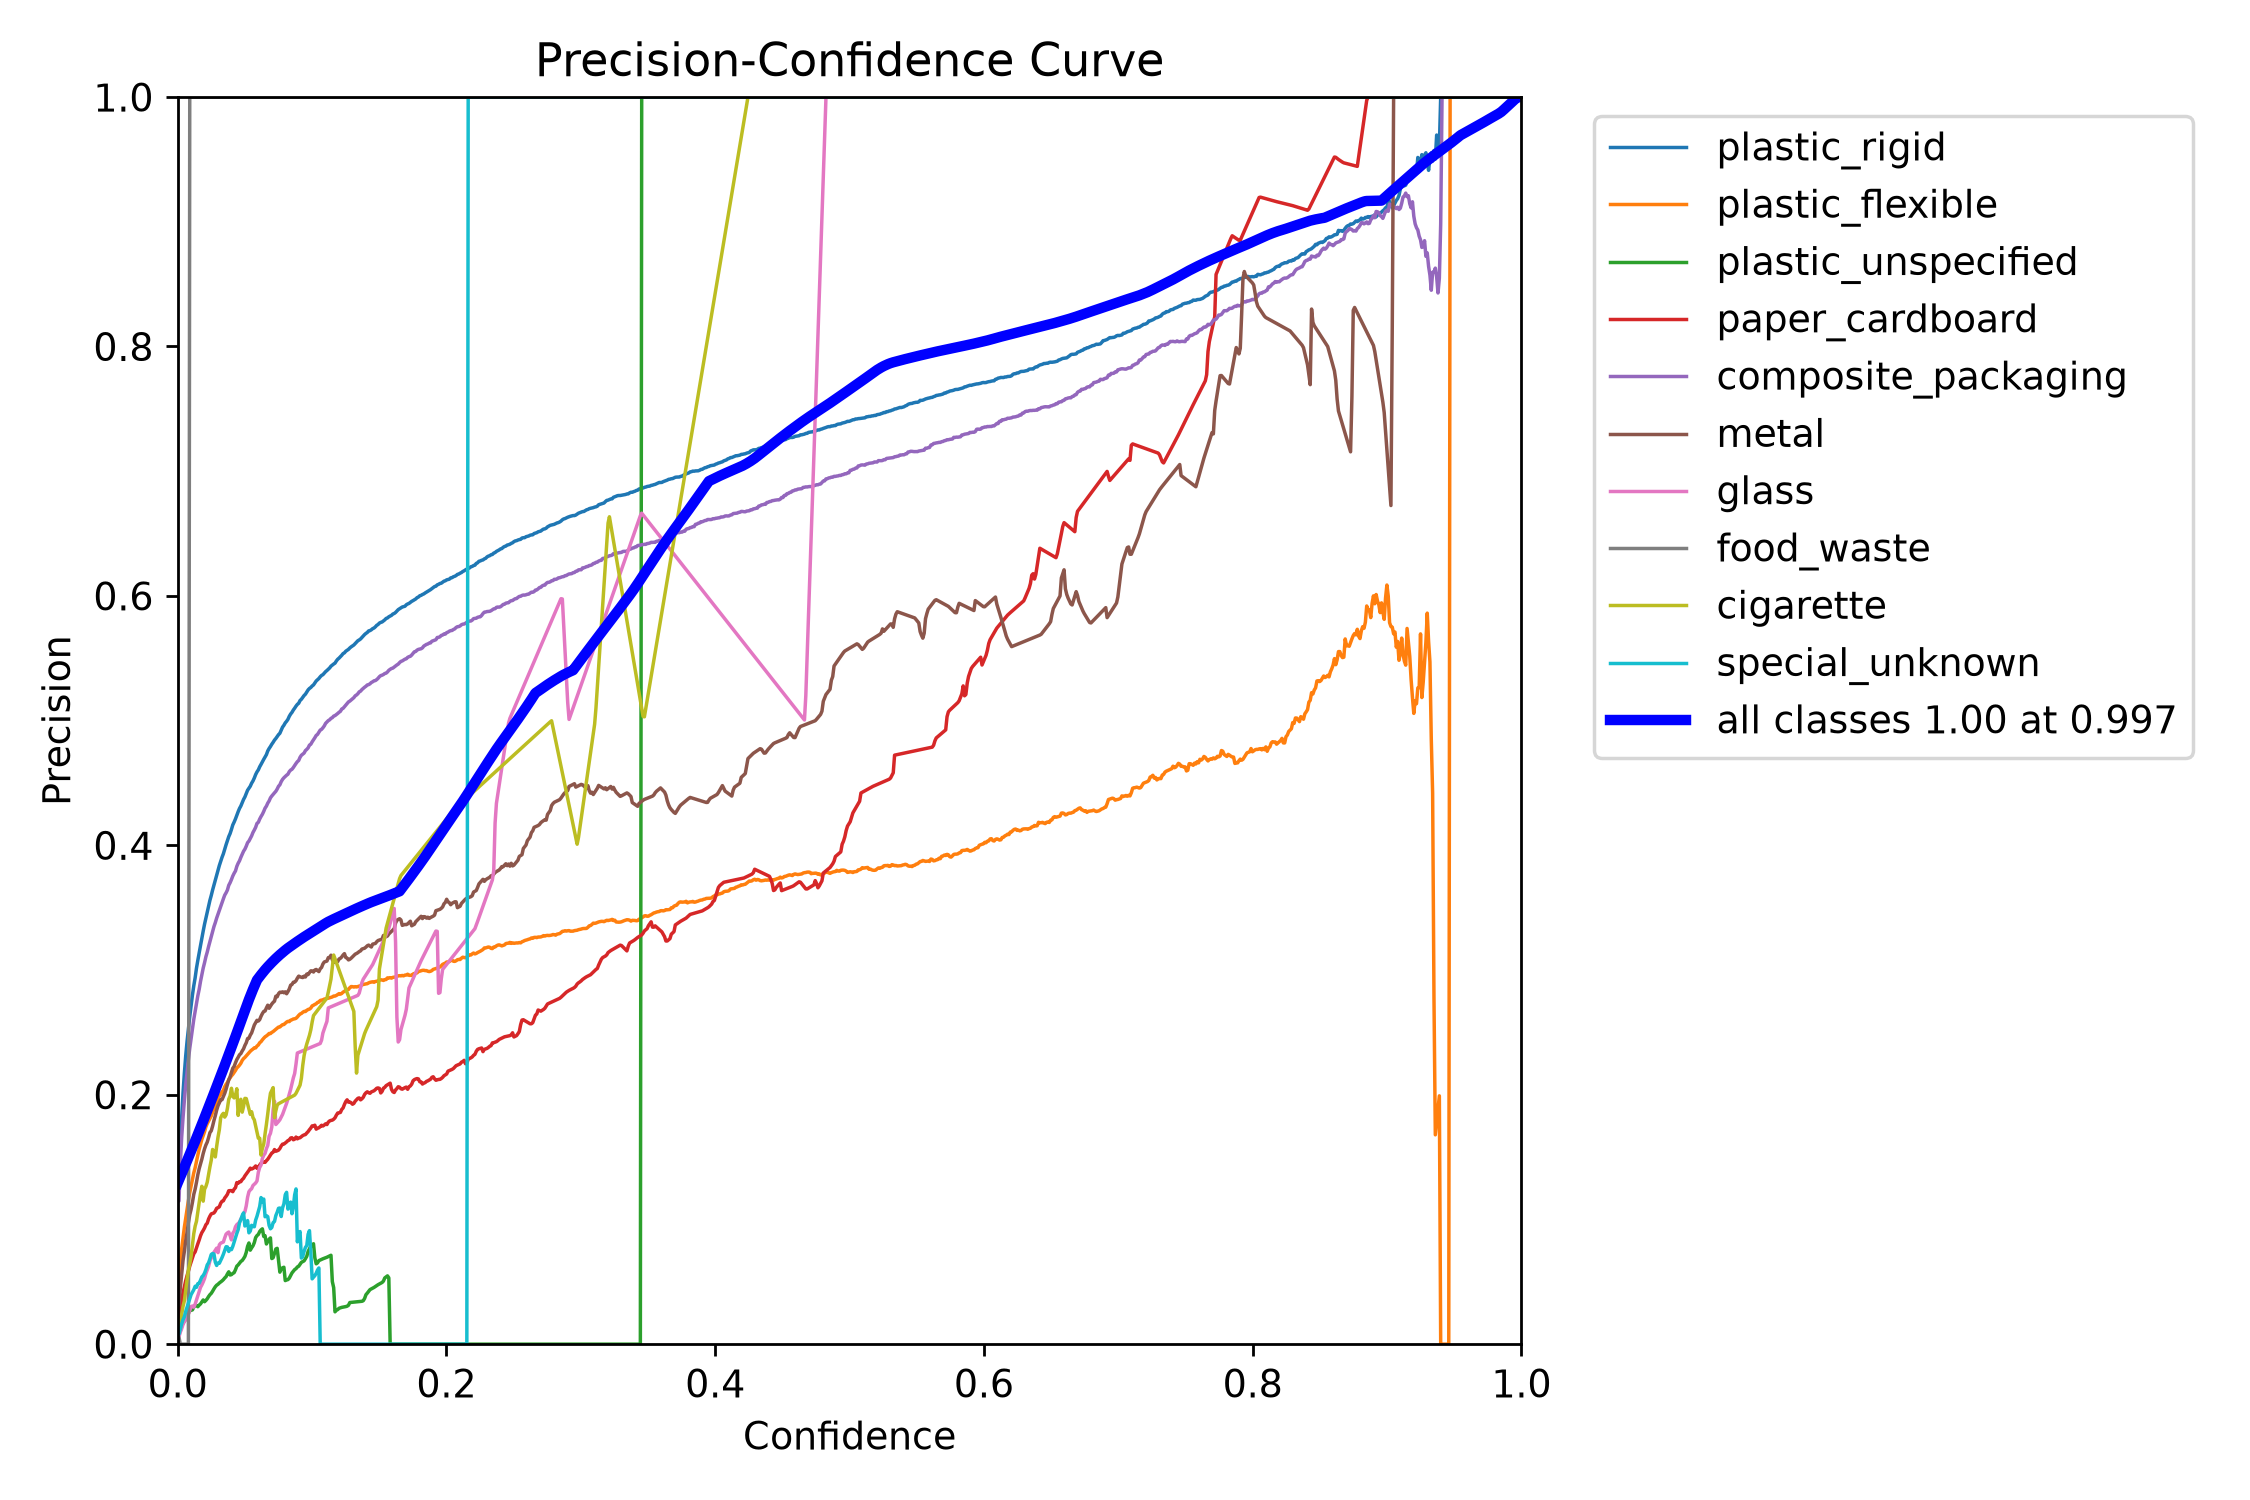 Precision-Confidence Curve
1.0
0.8
0.6
0.4
0.2
0.0
Precision
0.0 0.2 0.4 0.6 0.8 1.0
Confidence
plastic_rigid
plastic_flexible
plastic_unspecified
paper_cardboard
composite_packaging
metal
glass
food_waste
cigarette
special_unknown
all classes 1.00 at 0.997